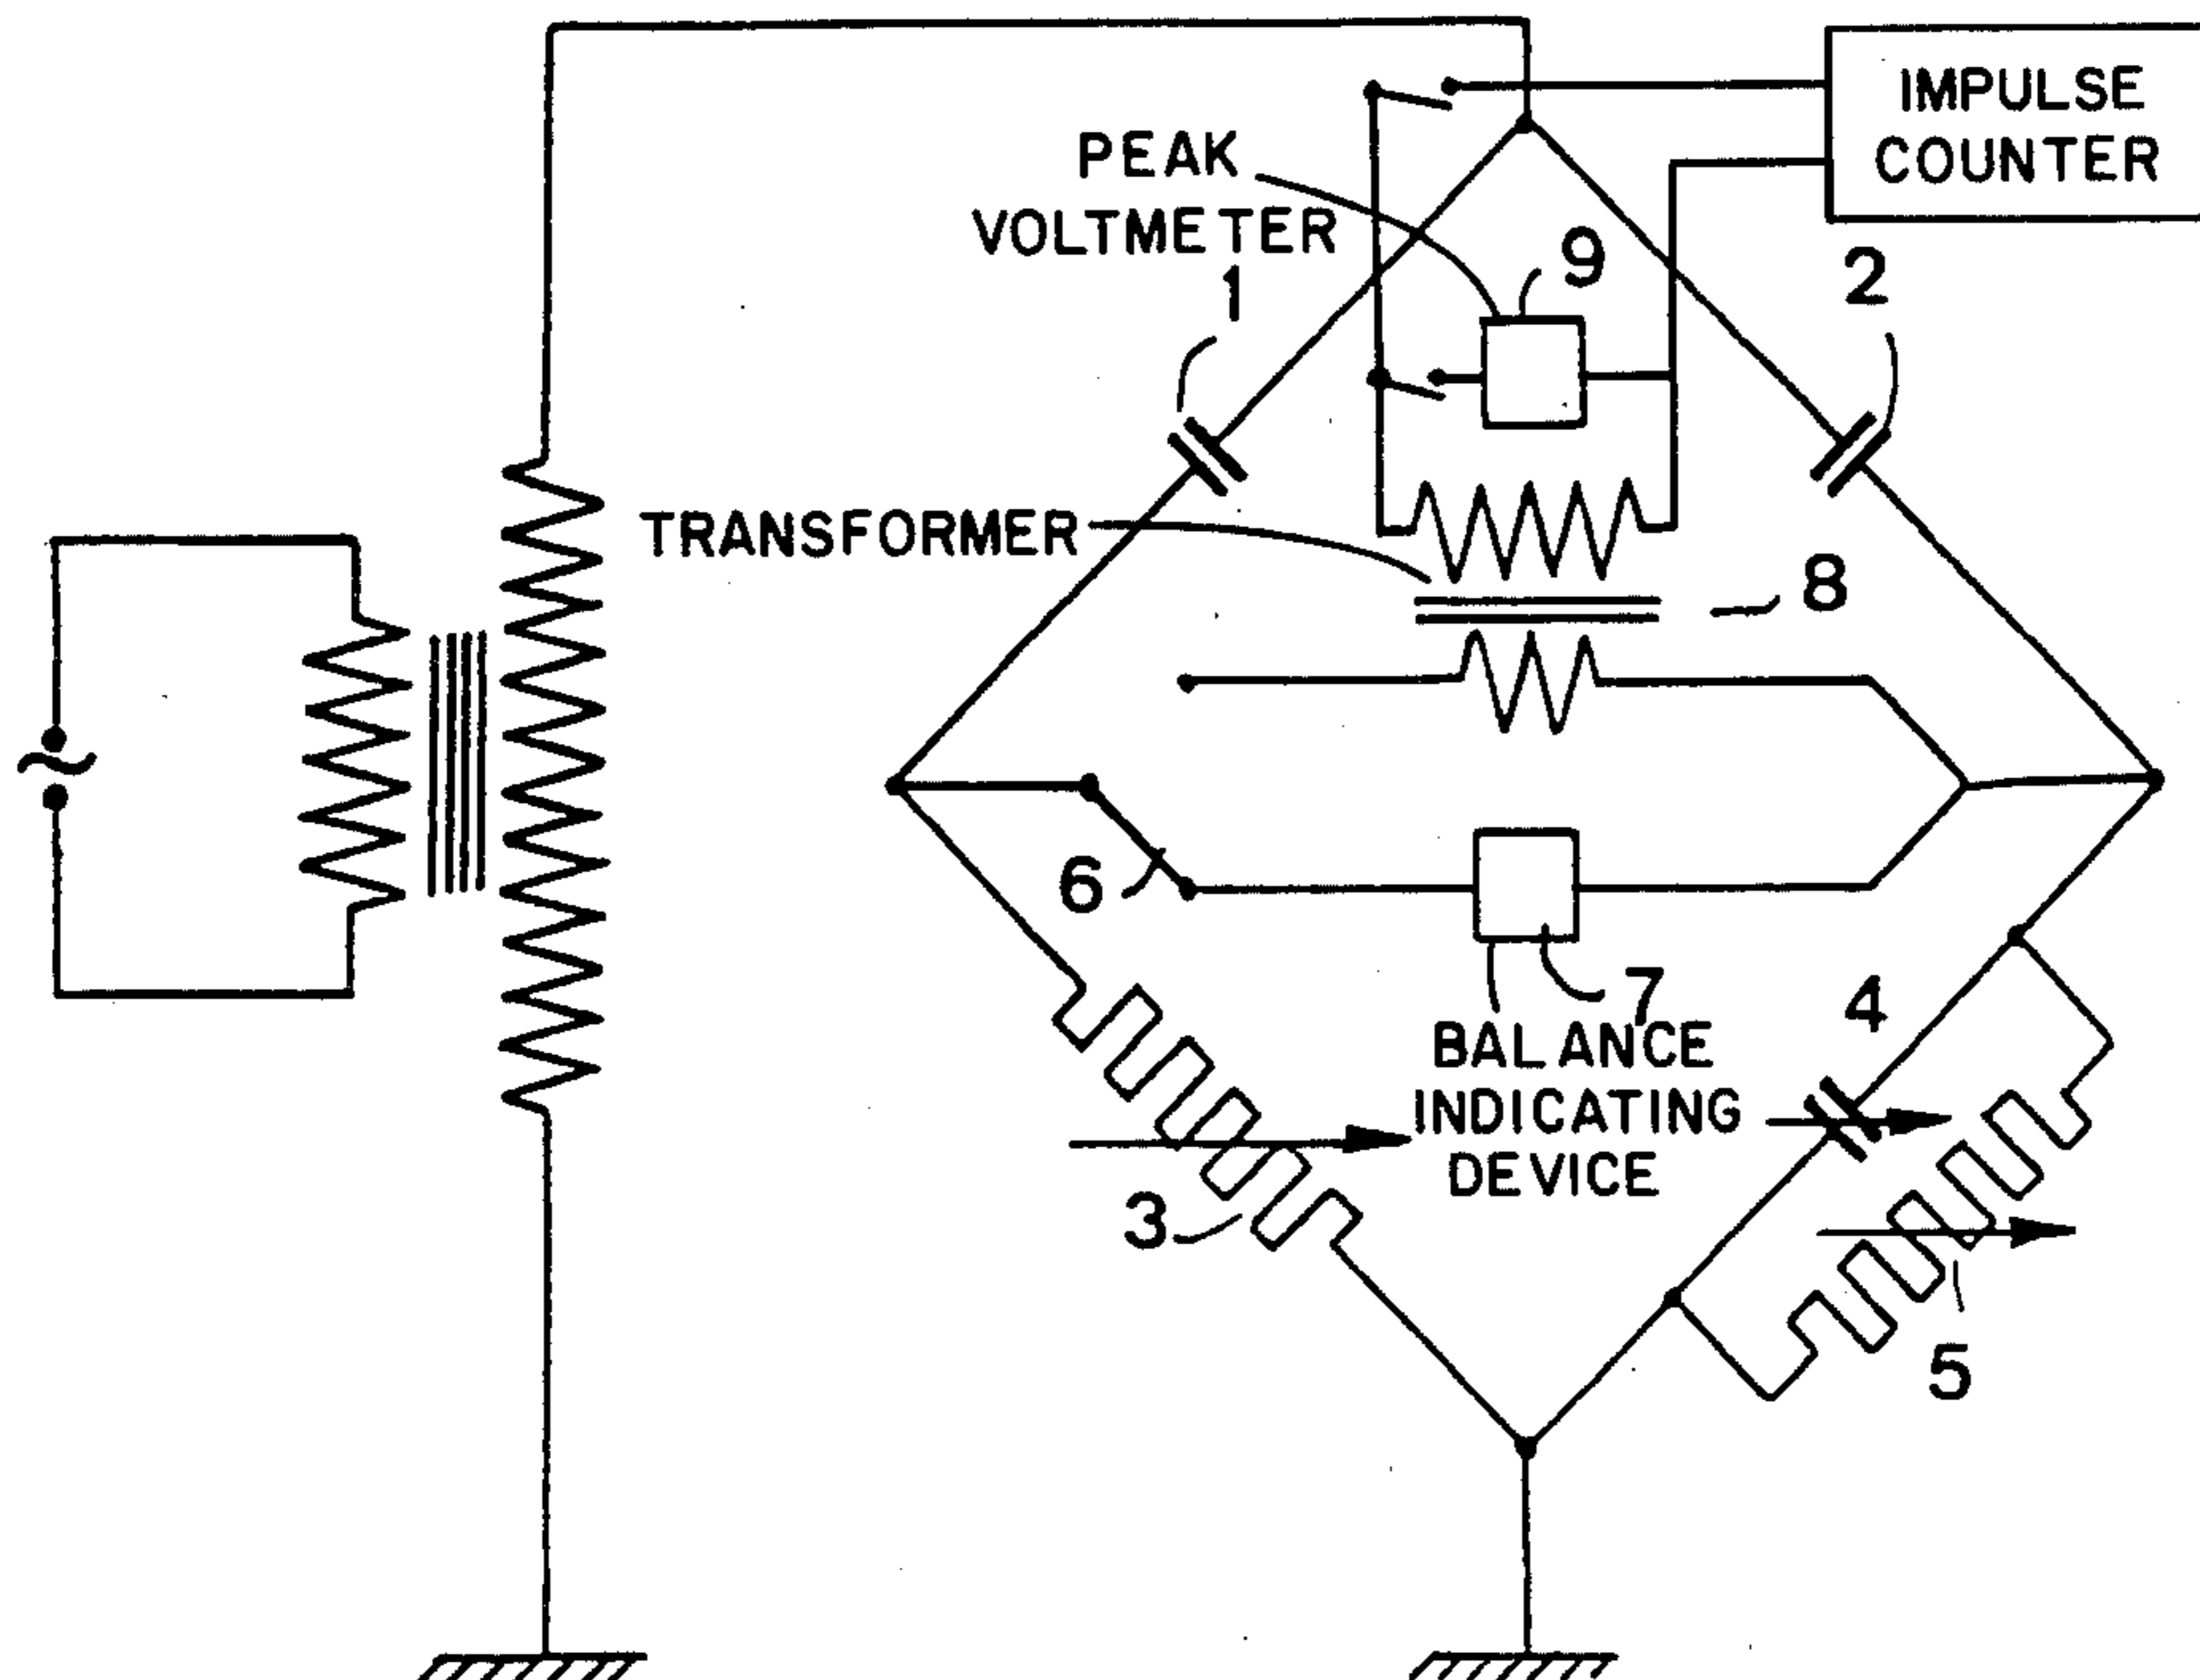 IMPULSE
COUNTER
PEAK
VOLTMETER
1
9
2
TRANSFORMER
8
6
7
4
BALANCE
INDICATING
DEVICE
3
5